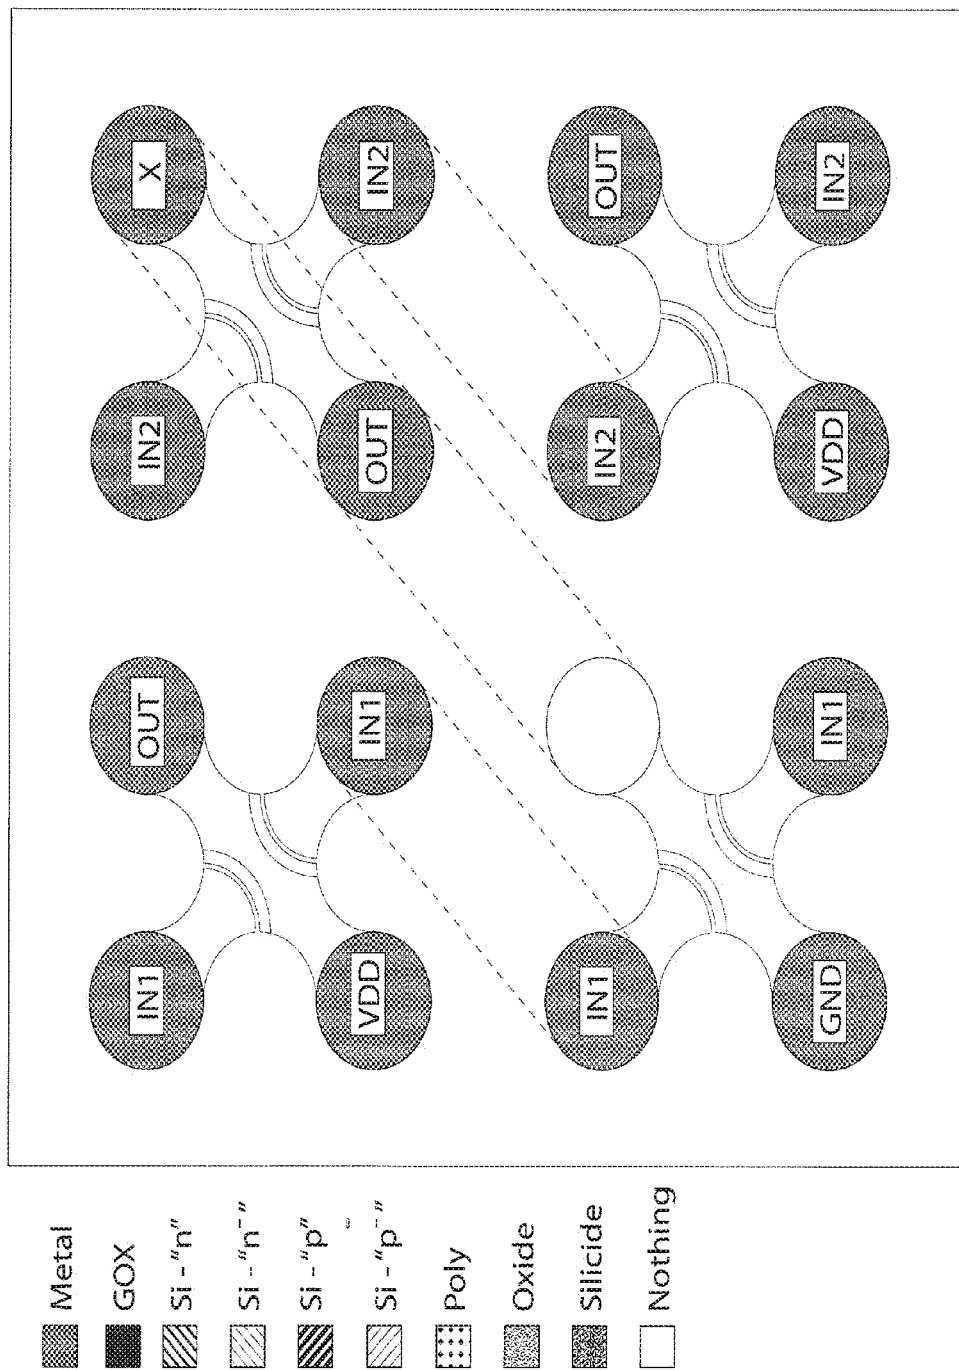 Metal
GOX
Si - "n"
Si - "n⁻"
Si - "p"
Si - "p⁻"
Poly
Oxide
Silicide
Nothing
IN1
OUT
IN2
X
VDD
IN1
OUT
IN2
IN1
IN2
OUT
GND
IN1
VDD
IN2